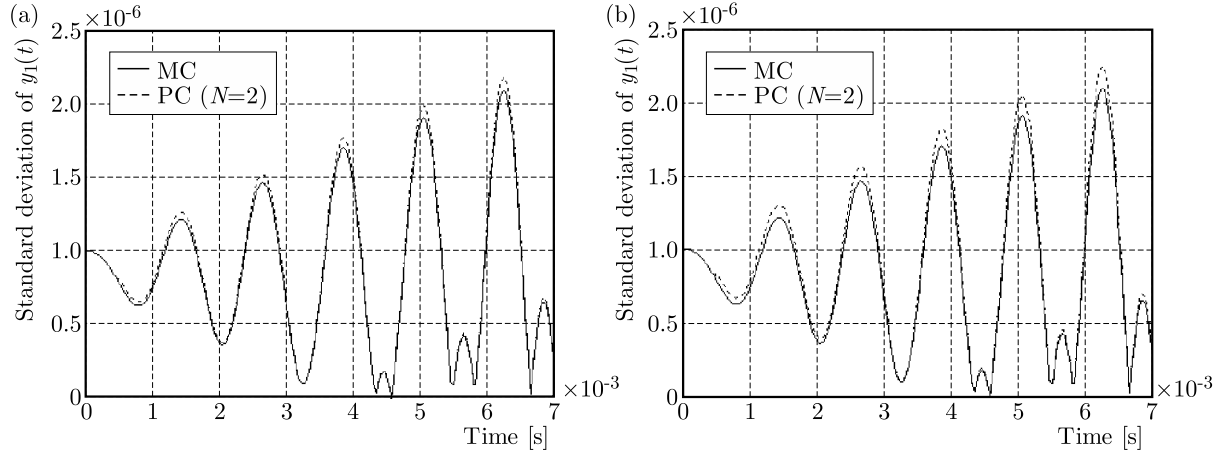 (a)
×10⁻⁶
2.5
2.0
1.5
1.0
0.5
0
Standard deviation of y₁(t)
MC
PC (N=2)
0 1 2 3 4 5 6 7
×10⁻³
Time [s]
(b)
×10⁻⁶
2.5
2.0
1.5
1.0
0.5
0
Standard deviation of y₁(t)
MC
PC (N=2)
0 1 2 3 4 5 6 7
×10⁻³
Time [s]